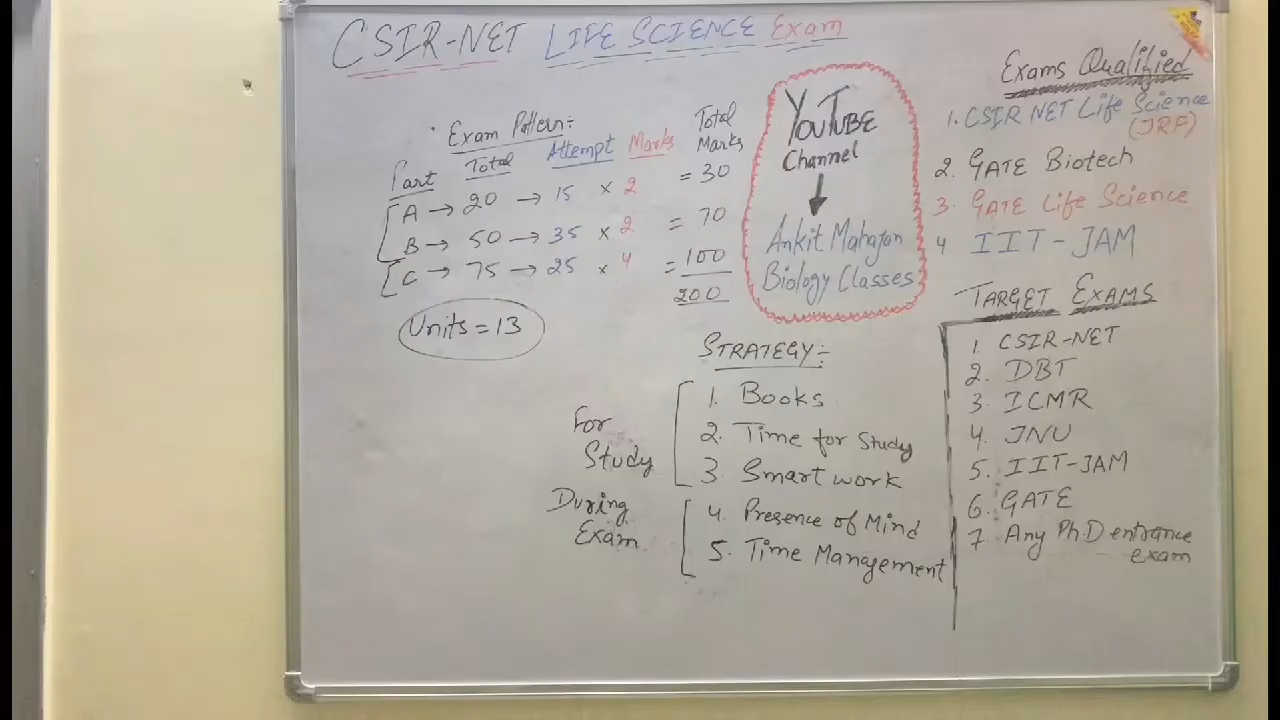 CSIR-NET LIFE SCIENCE Exam
Exam Pattern:-
Part Total Attempt Marks Total Marks
A → 20 → 15 × 2 = 30
B → 50 → 35 × 2 = 70
C → 75 → 25 × 4 = 100
200
Units = 13
YOUTUBE
Channel
Ankit Mahajan
Biology Classes
Exams Qualified
1. CSIR NET Life Science
(JRF)
2. GATE Biotech
3. GATE Life Science
4 IIT-JAM
TARGET EXAMS
1. CSIR-NET
2. DBT
3. ICMR
4. JNU
5. IIT-JAM
6. GATE
7. Any Ph.D entrance
exam
STRATEGY:-
For
Study
1. Books
2. Time for Study
3 Smart work
During
Exam
4. Presence of Mind
5. Time Management